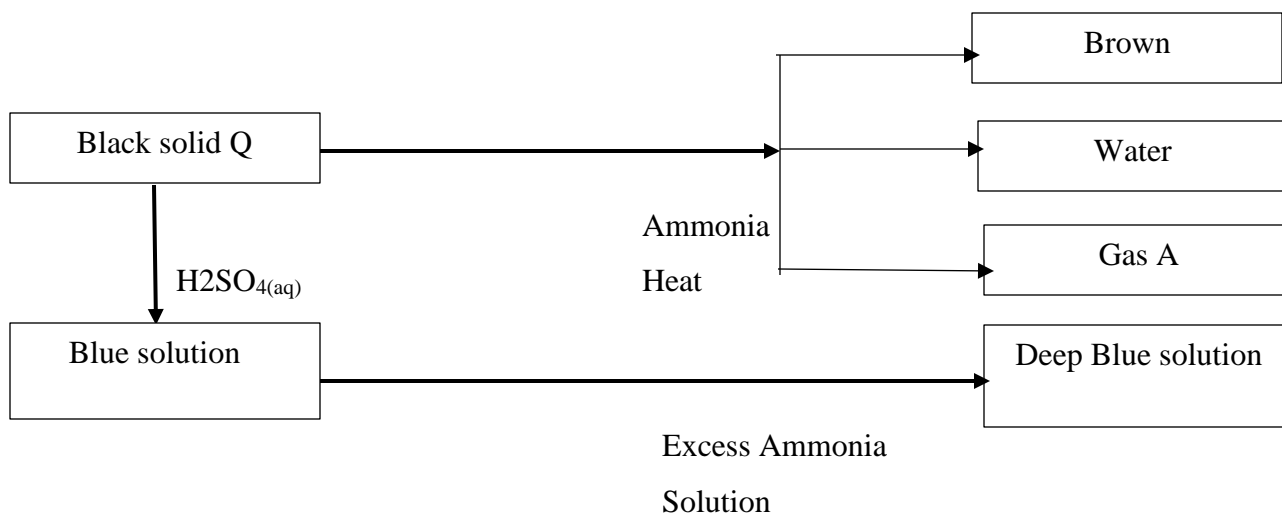 Brown
Black solid Q
Water
Ammonia
Heat
Gas A
H2SO₄₍ₐq₎
Blue solution
Deep Blue solution
Excess Ammonia
Solution